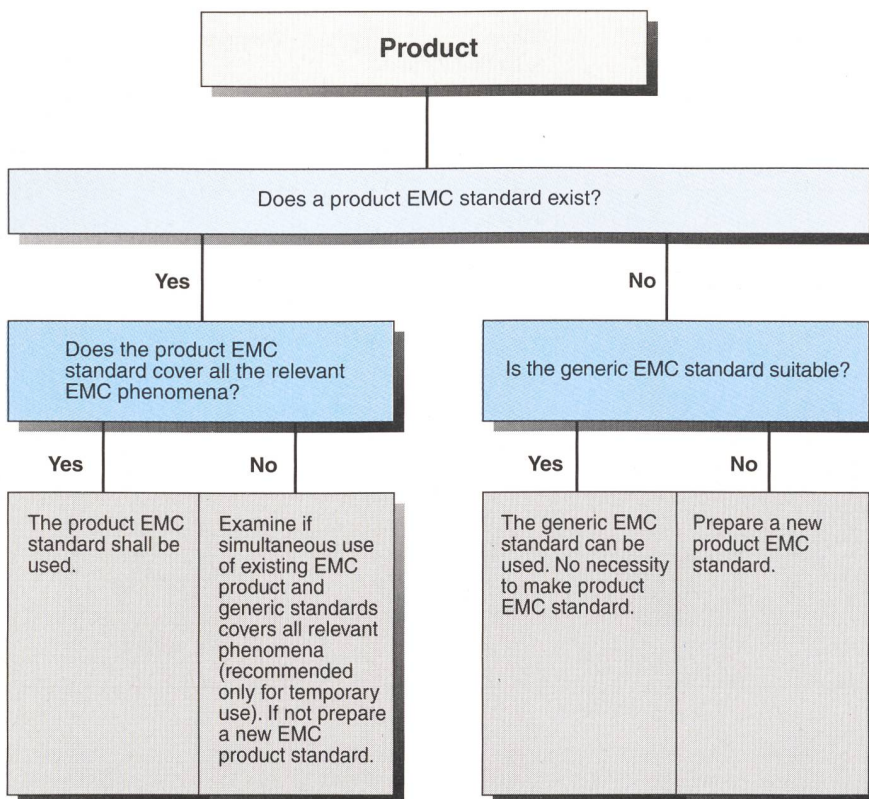 Product
Does a product EMC standard exist?
Yes
No
Does the product EMC
standard cover all the relevant
EMC phenomena?
Is the generic EMC standard suitable?
Yes
No
Yes
No
The product EMC
standard shall be
used.
Examine if
simultaneous use
of existing EMC
product and
generic standards
covers all relevant
phenomena
(recommended
only for temporary
use). If not prepare
a new EMC
product standard.
The generic EMC
standard can be
used. No necessity
to make product
EMC standard.
Prepare a new
product EMC
standard.